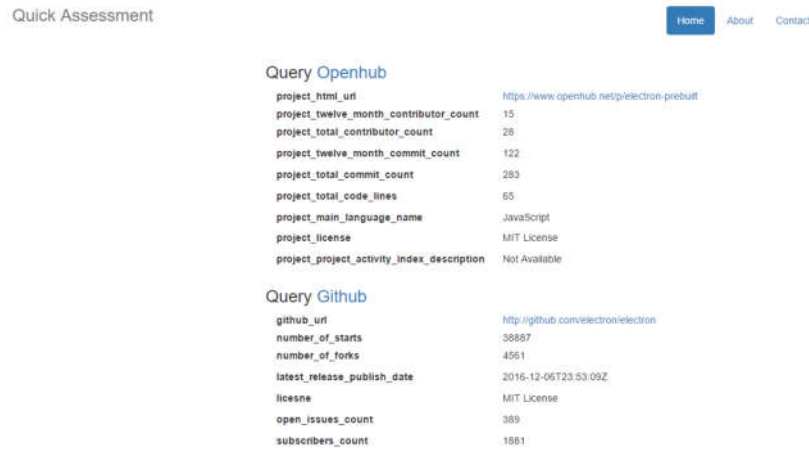 Quick Assessment
Home About Contact
Query Openhub
project_html_url https://www.openhub.net/p/electron-prebuilt
project_twelve_month_contributor_count 15
project_total_contributor_count 28
project_twelve_month_commit_count 122
project_total_commit_count 283
project_total_code_lines 65
project_main_language_name JavaScript
project_license MIT License
project_project_activity_index_description Not Available
Query Github
github_url http://github.com/electron/electron
number_of_starts 38887
number_of_forks 4561
latest_release_publish_date 2016-12-06T23:53:09Z
licesne MIT License
open_issues_count 389
subscribers_count 1881